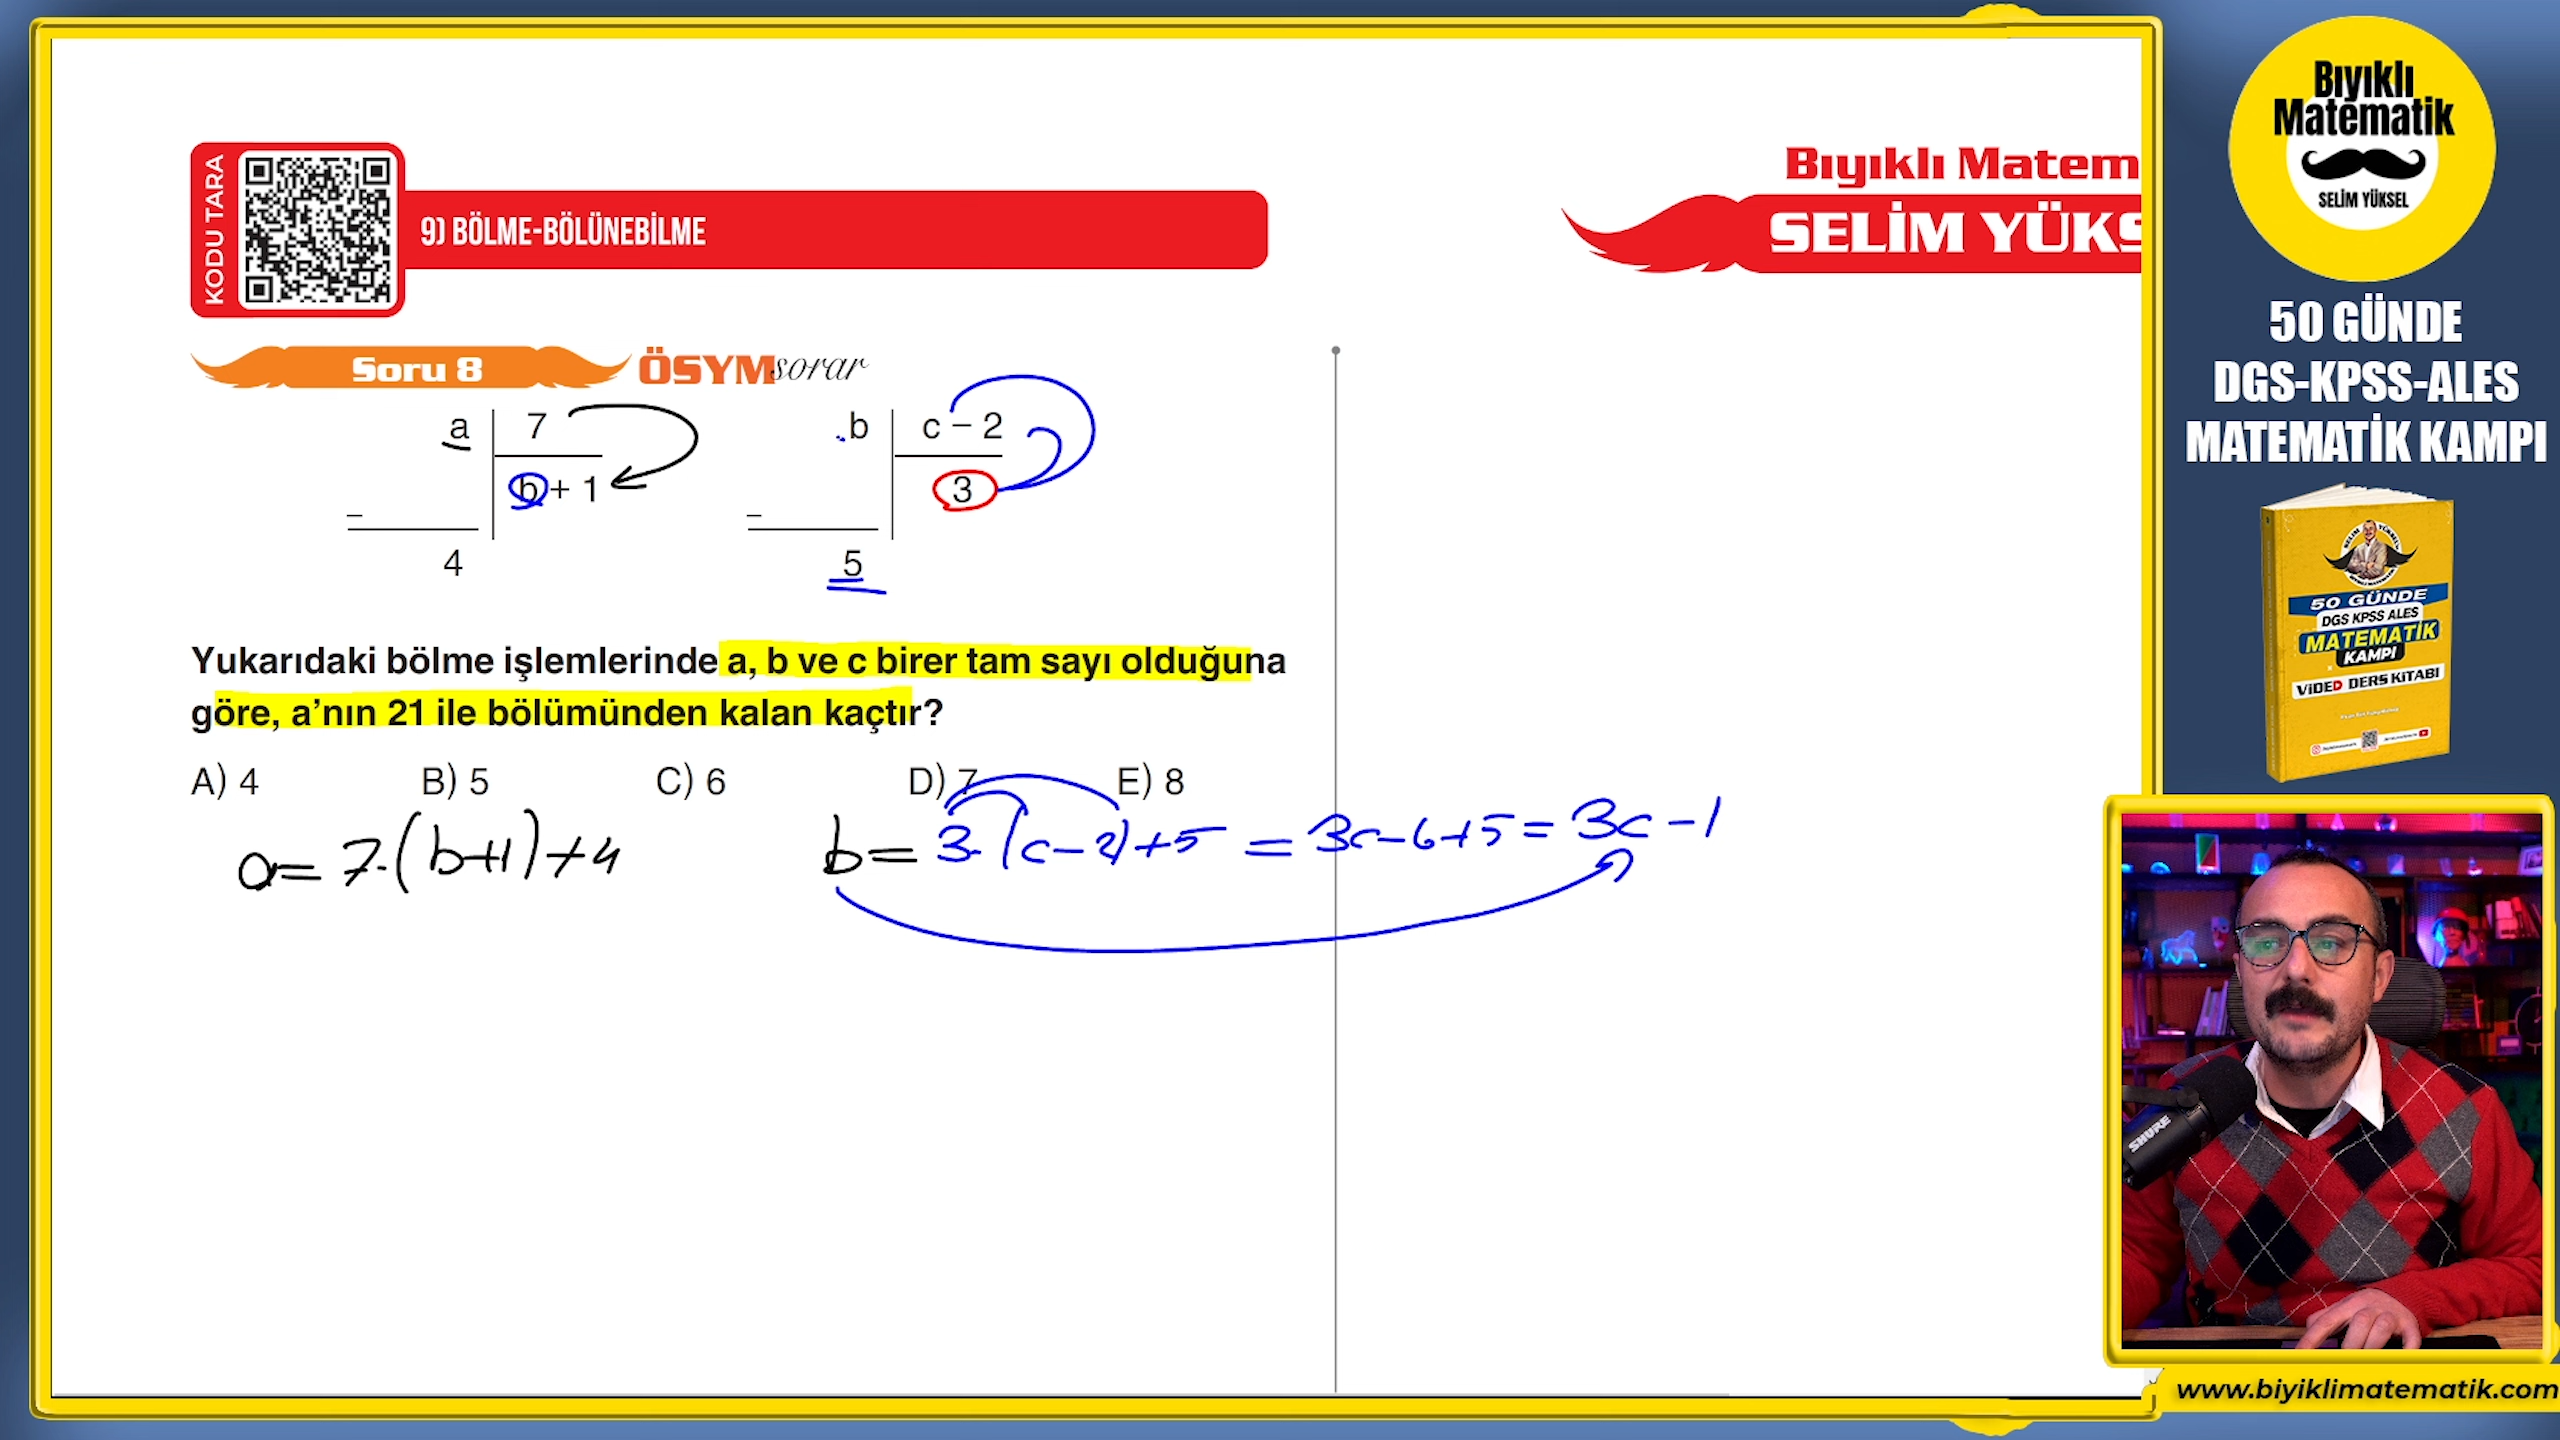 KODU TARA
9) BÖLME-BÖLÜNEBİLME
Bıyıklı Matem
SELİM YÜKS
Soru 8
ÖSYM sorar
a 7
b + 1
4
b c – 2
3
5
Yukarıdaki bölme işlemlerinde a, b ve c birer tam sayı olduğuna
göre, a’nın 21 ile bölümünden kalan kaçtır?
A) 4 B) 5 C) 6 D) 7 E) 8
a = 7.(b+1)+4
b = 3.(c-2)+5 = 3c-6+5 = 3c-1
Bıyıklı
Matematik
SELİM YÜKSEL
50 GÜNDE
DGS-KPSS-ALES
MATEMATİK KAMPI
50 GÜNDE
DGS KPSS ALES
MATEMATİK
KAMPI
VİDEO DERS KİTABI
SHURE
www.biyiklimatematik.com